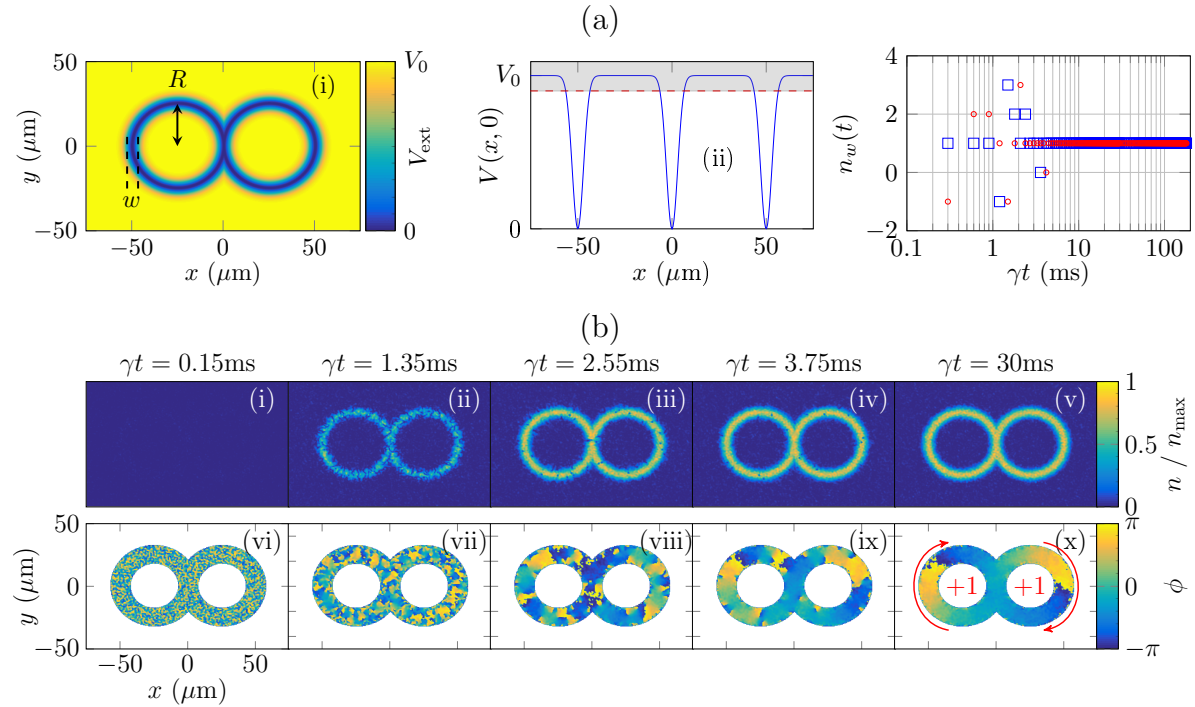 (a)
50
0
−50
y (μm)
−50
0
50
x (μm)
R
w
(i)
V₀
V_ext
0
V₀
0
V(x, 0)
−50
0
50
x (μm)
(ii)
4
2
0
−2
n_w(t)
0.1
1
10
100
γt (ms)
(b)
γt = 0.15ms
γt = 1.35ms
γt = 2.55ms
γt = 3.75ms
γt = 30ms
(i)
(ii)
(iii)
(iv)
(v)
1
0.5
0
n / n_max
50
0
−50
y (μm)
(vi)
(vii)
(viii)
(ix)
(x)
+1
+1
π
0
−π
ϕ
−50
0
50
x (μm)